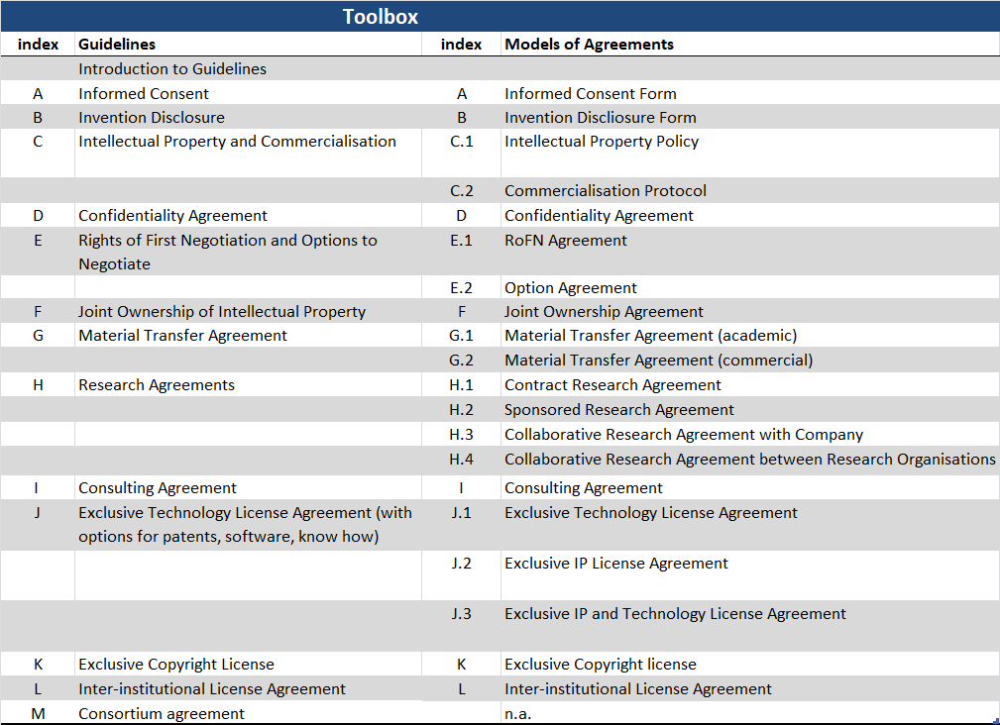 Toolbox
index Guidelines index Models of Agreements
Introduction to Guidelines
A Informed Consent A Informed Consent Form
B Invention Disclosure B Invention Discliosure Form
C Intellectual Property and Commercialisation C.1 Intellectual Property Policy
C.2 Commercialisation Protocol
D Confidentiality Agreement D Confidentiality Agreement
E Rights of First Negotiation and Options to E.1 RoFN Agreement
Negotiate
E.2 Option Agreement
F Joint Ownership of Intellectual Property F Joint Ownership Agreement
G Material Transfer Agreement G.1 Material Transfer Agreement (academic)
G.2 Material Transfer Agreement (commercial)
H Research Agreements H.1 Contract Research Agreement
H.2 Sponsored Research Agreement
H.3 Collaborative Research Agreement with Company
H.4 Collaborative Research Agreement between Research Organisations
I Consulting Agreement I Consulting Agreement
J Exclusive Technology License Agreement (with J.1 Exclusive Technology License Agreement
options for patents, software, know how)
J.2 Exclusive IP License Agreement
J.3 Exclusive IP and Technology License Agreement
K Exclusive Copyright License K Exclusive Copyright license
L Inter-institutional License Agreement L Inter-institutional License Agreement
M Consortium agreement n.a.